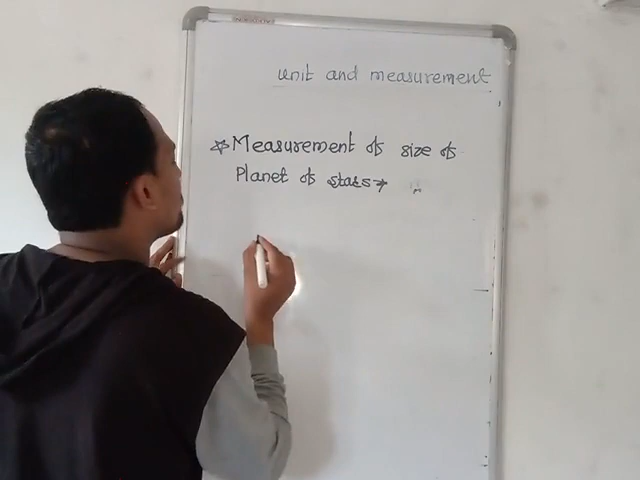 unit and measurement
☆ Measurement of size of
Planet of stars →